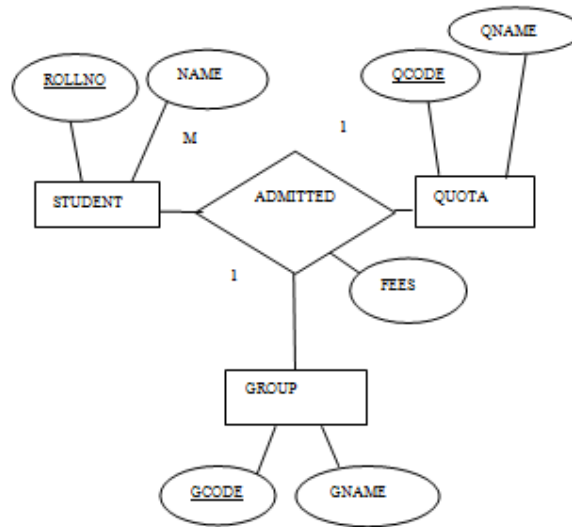 QNAME
ROLLNO
NAME
QCODE
M
1
STUDENT
ADMITTED
QUOTA
1
FEES
GROUP
GCODE
GNAME